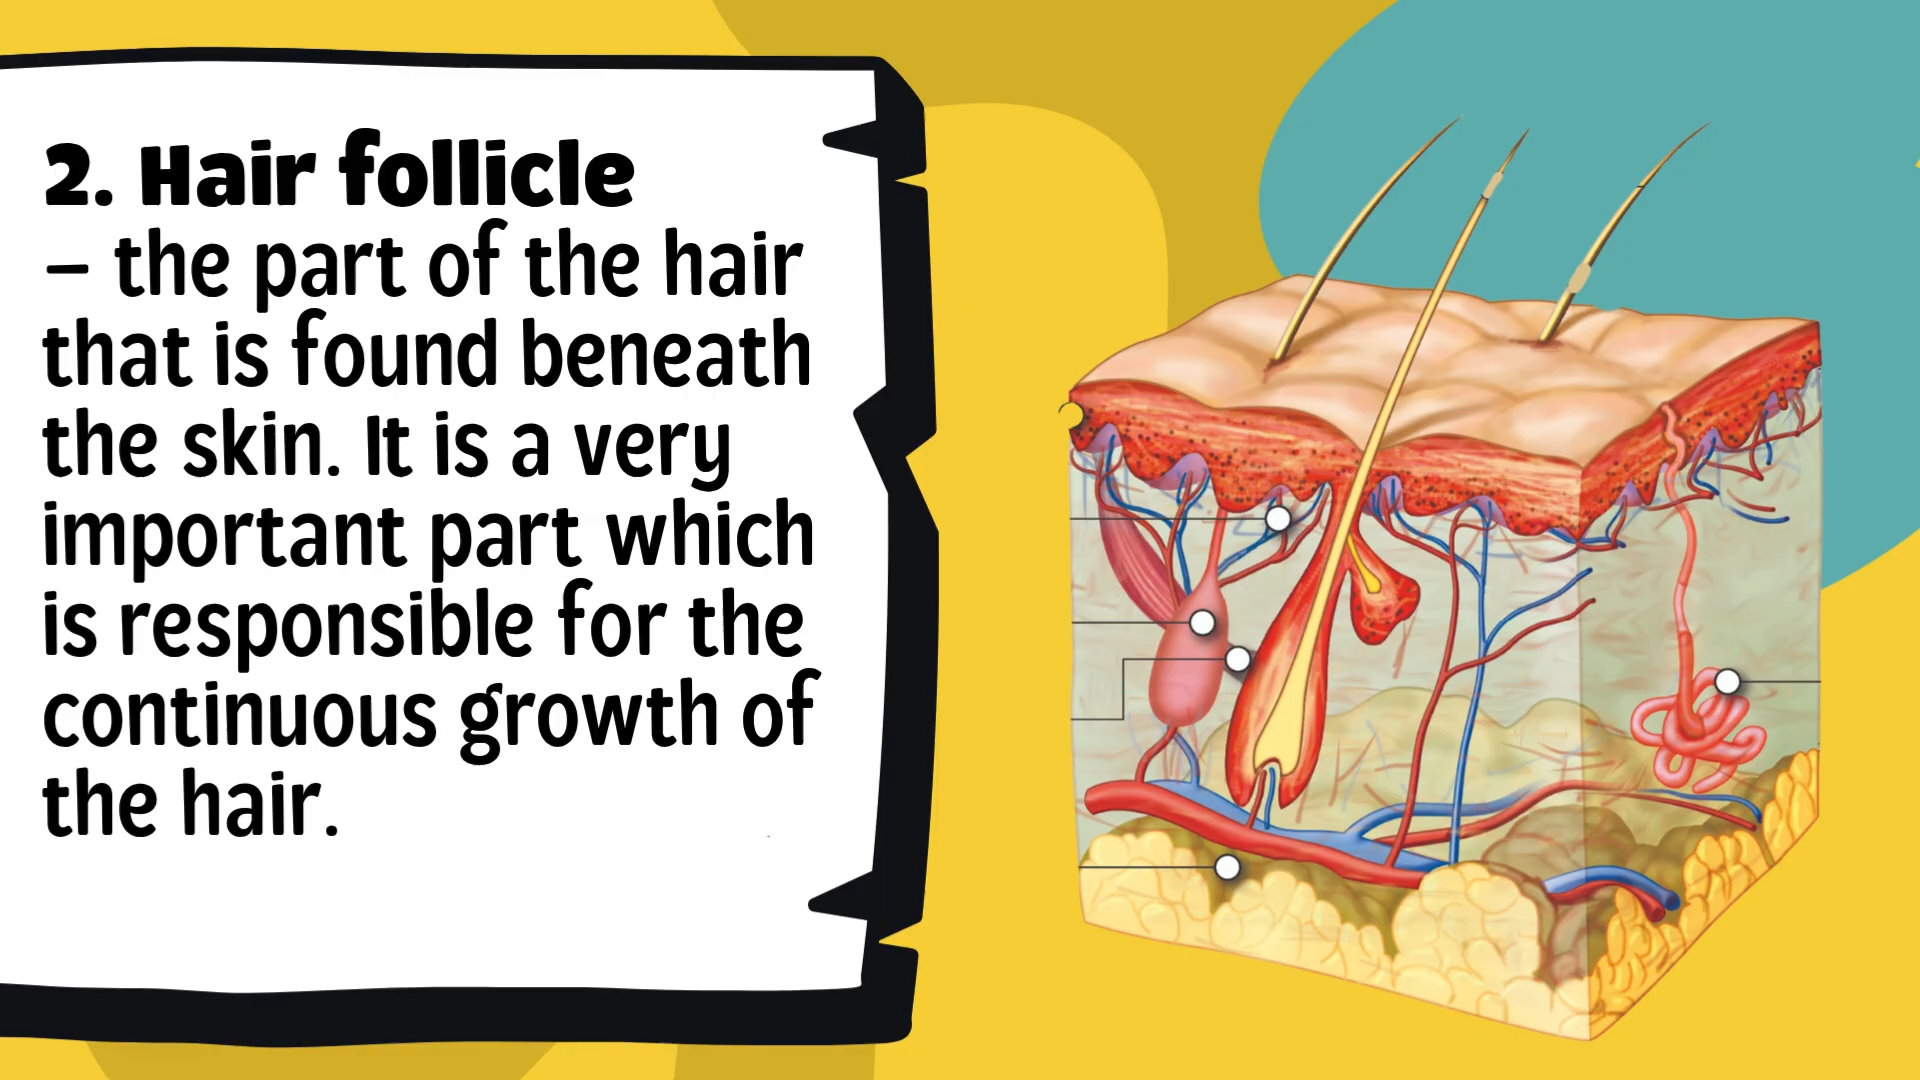 2. Hair follicle
– the part of the hair
that is found beneath
the skin. It is a very
important part which
is responsible for the
continuous growth of
the hair.